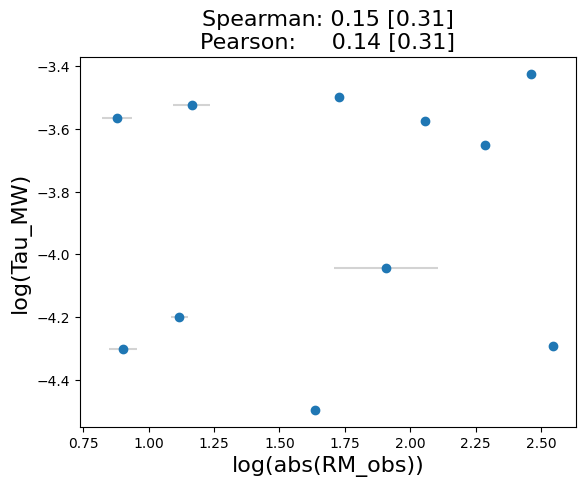 Spearman: 0.15 [0.31]
Pearson: 0.14 [0.31]
−3.4
−3.6
−3.8
−4.0
−4.2
−4.4
log(Tau_MW)
0.75 1.00 1.25 1.50 1.75 2.00 2.25 2.50
log(abs(RM_obs))